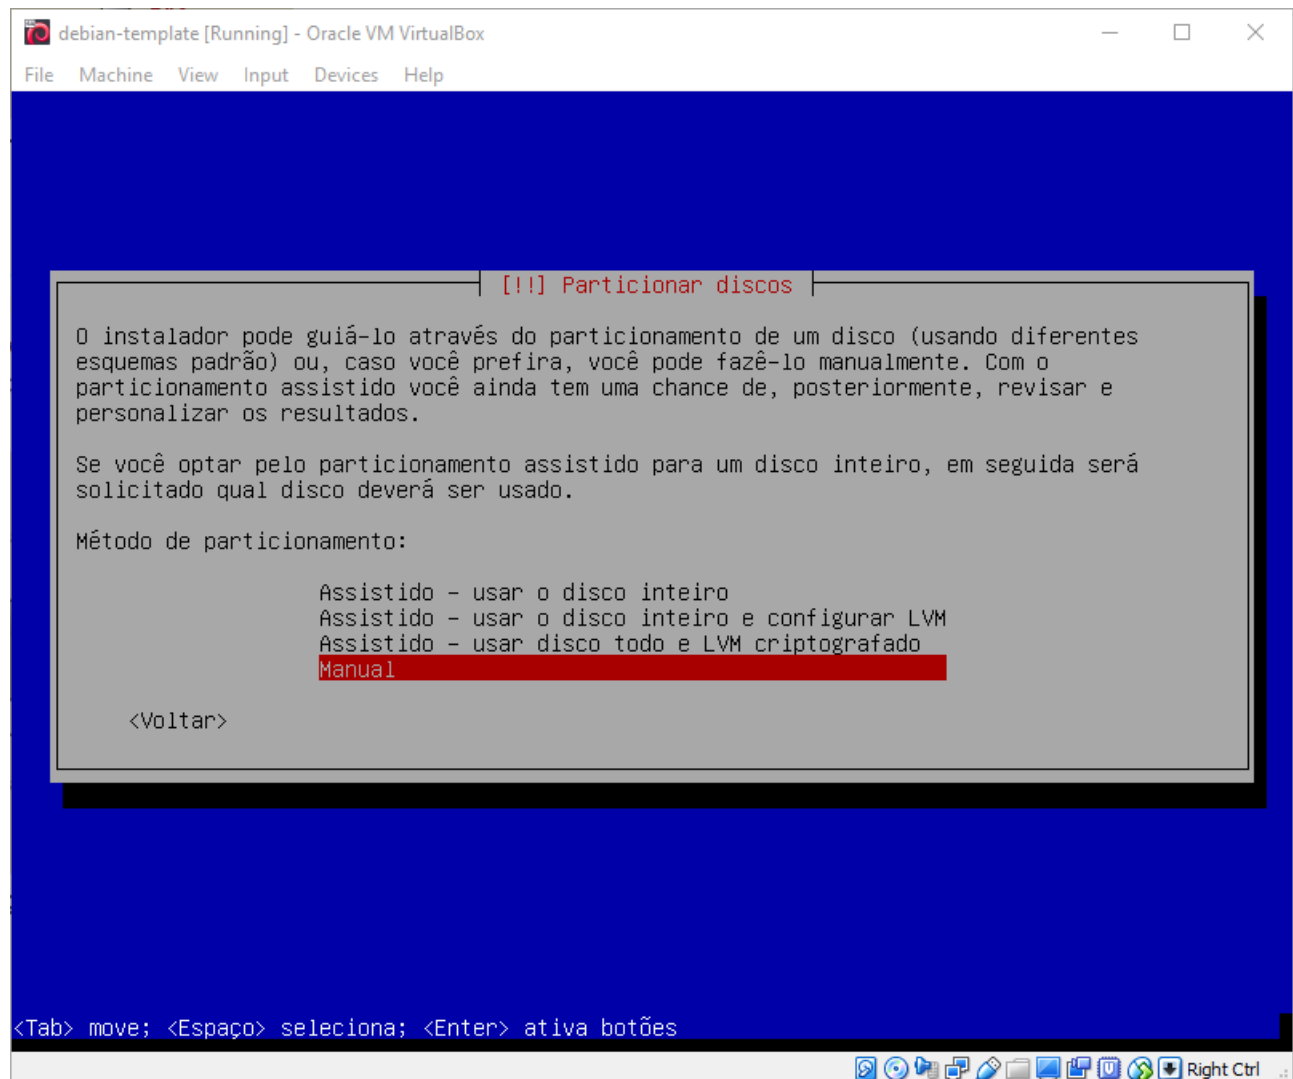 debian-template [Running] - Oracle VM VirtualBox
File Machine View Input Devices Help
[!!] Particionar discos
O instalador pode guiá-lo através do particionamento de um disco (usando diferentes
esquemas padrão) ou, caso você prefira, você pode fazê-lo manualmente. Com o
particionamento assistido você ainda tem uma chance de, posteriormente, revisar e
personalizar os resultados.
Se você optar pelo particionamento assistido para um disco inteiro, em seguida será
solicitado qual disco deverá ser usado.
Método de particionamento:
Assistido – usar o disco inteiro
Assistido – usar o disco inteiro e configurar LVM
Assistido – usar disco todo e LVM criptografado
Manual
<Voltar>
<Tab> move; <Espaço> seleciona; <Enter> ativa botões
Right Ctrl